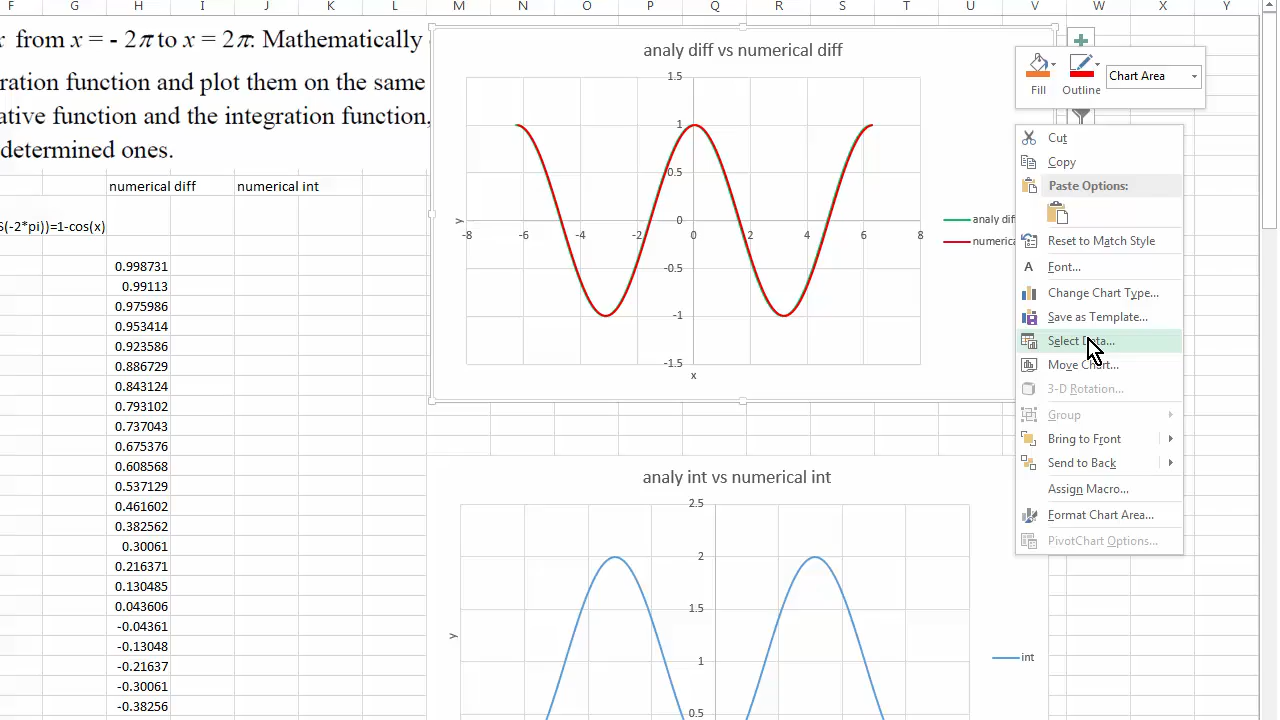 F G H I J K L M N O P Q R S T U V W X Y
x from x = - 2π to x = 2π: Mathematically
ration function and plot them on the same
ative function and the integration function,
determined ones.
numerical diff numerical int
S(-2*pi))=1-cos(x)
0.998731
0.99113
0.975986
0.953414
0.923586
0.886729
0.843124
0.793102
0.737043
0.675376
0.608568
0.537129
0.461602
0.382562
0.30061
0.216371
0.130485
0.043606
-0.04361
-0.13048
-0.21637
-0.30061
-0.38256
analy diff vs numerical diff
1.5
1
0.5
0
-0.5
-1
-1.5
-8 -6 -4 -2 0 2 4 6 8
y
x
analy diff
numerica
analy int vs numerical int
2.5
2
1.5
1
0.5
y
int
Fill
Outline
Chart Area
Cut
Copy
Paste Options:
Reset to Match Style
Font...
Change Chart Type...
Save as Template...
Select Data...
Move Chart...
3-D Rotation...
Group
Bring to Front
Send to Back
Assign Macro...
Format Chart Area...
PivotChart Options...